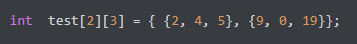 int  test[2][3] = { {2, 4, 5}, {9, 0, 19}};